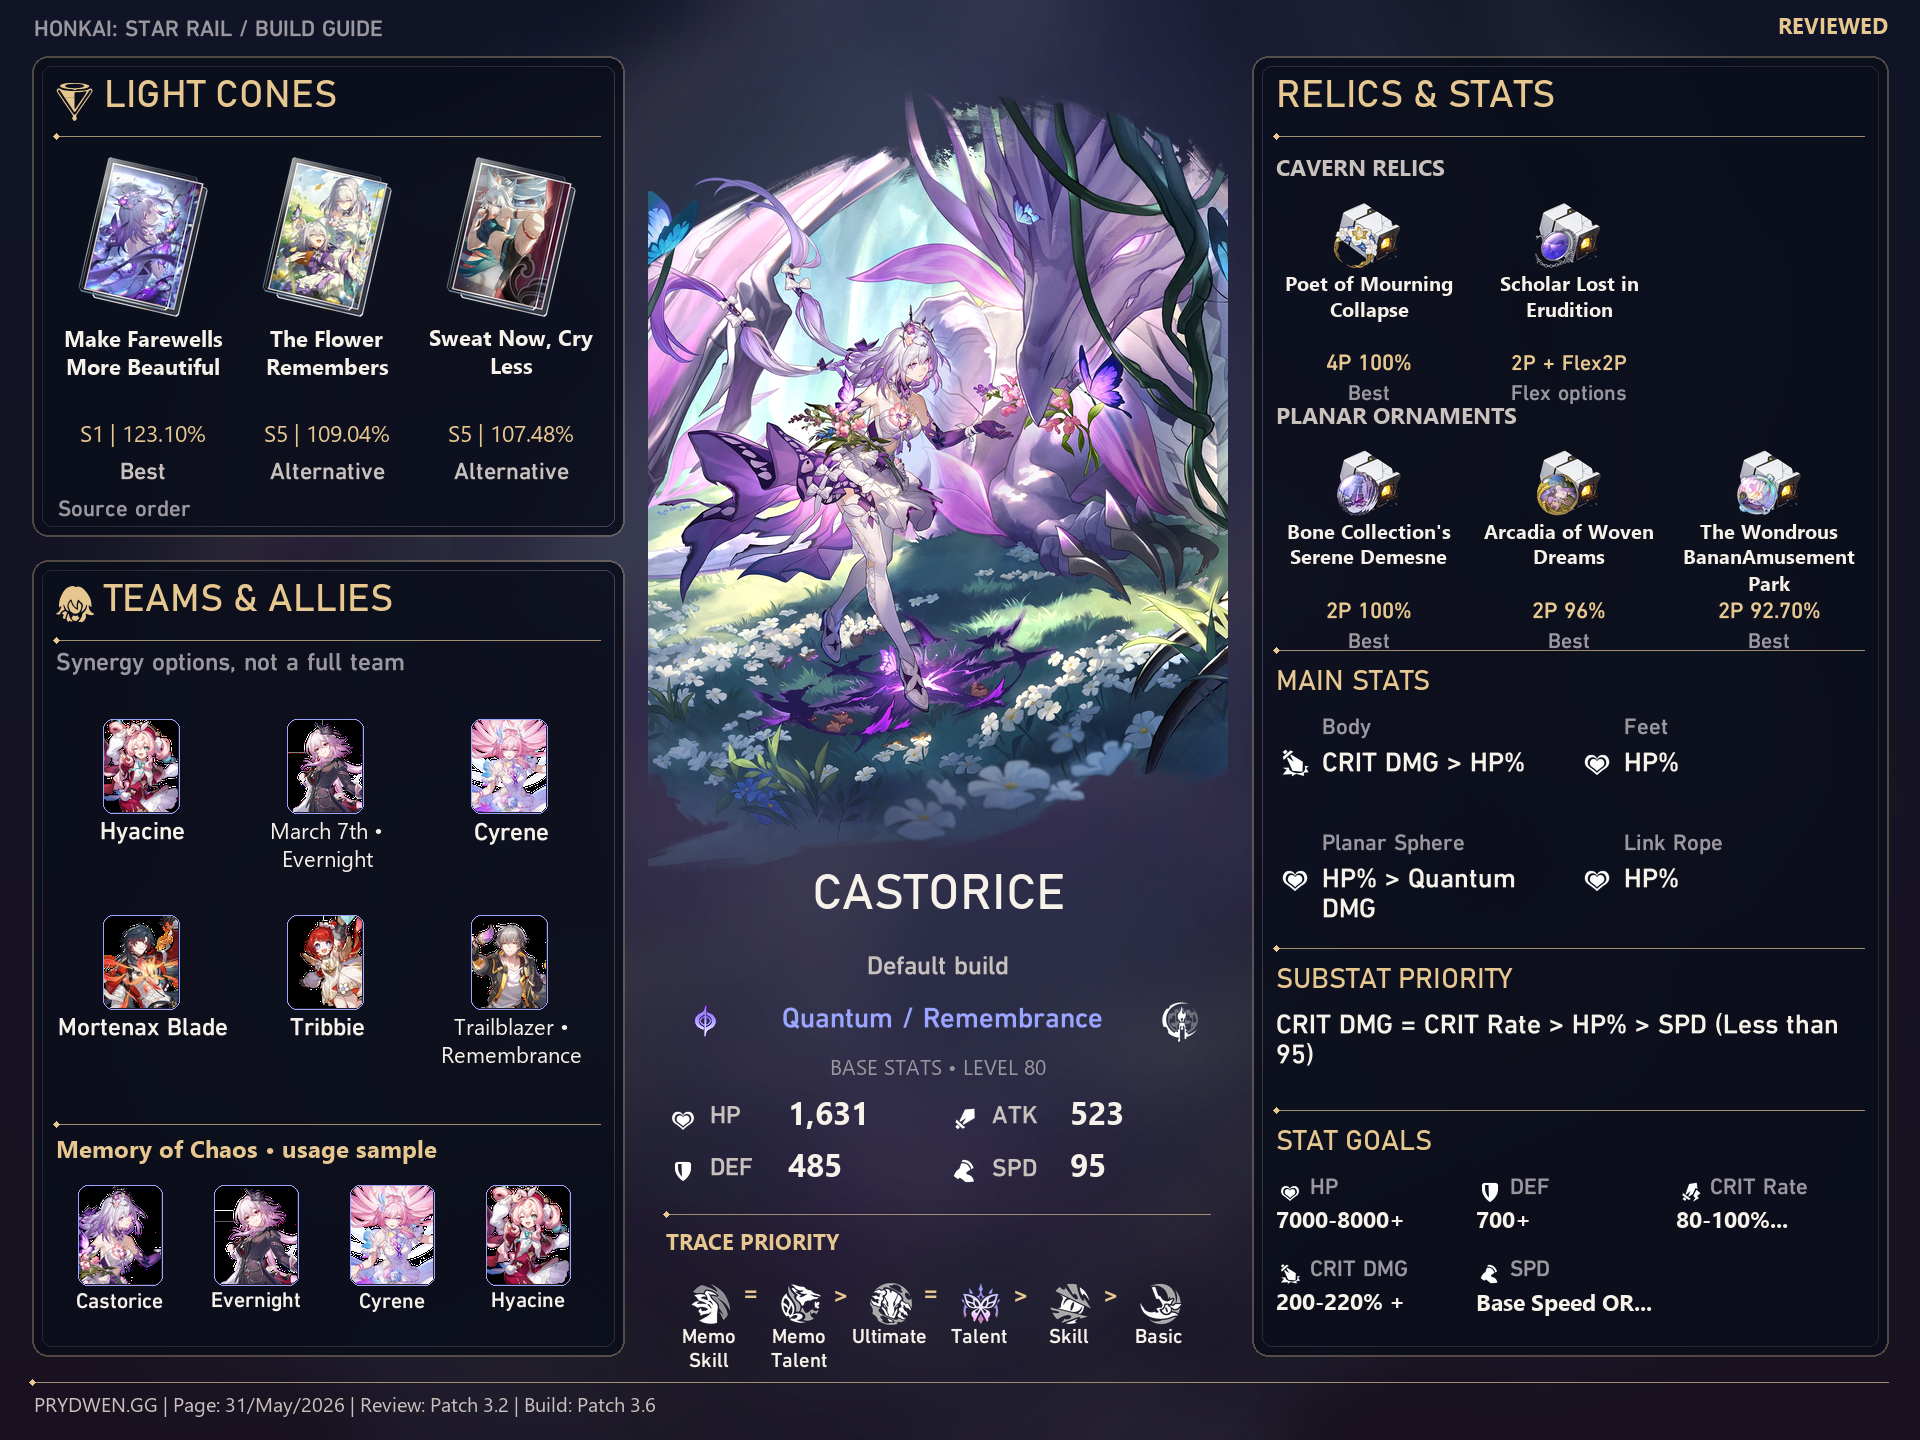 HONKAI: STAR RAIL / BUILD GUIDE
REVIEWED
LIGHT CONES
Make Farewells More Beautiful
S1 | 123.10%
Best
The Flower Remembers
S5 | 109.04%
Alternative
Sweat Now, Cry Less
S5 | 107.48%
Alternative
Source order
TEAMS & ALLIES
Synergy options, not a full team
Hyacine
March 7th • Evernight
Cyrene
Mortenax Blade
Tribbie
Trailblazer • Remembrance
Memory of Chaos • usage sample
Castorice
Evernight
Cyrene
Hyacine
CASTORICE
Default build
Quantum / Remembrance
BASE STATS • LEVEL 80
HP 1,631
ATK 523
DEF 485
SPD 95
TRACE PRIORITY
Memo Skill = Memo Talent > Ultimate = Talent > Skill > Basic
RELICS & STATS
CAVERN RELICS
Poet of Mourning Collapse
4P 100%
Best
Scholar Lost in Erudition
2P + Flex2P
Flex options
PLANAR ORNAMENTS
Bone Collection's Serene Demesne
2P 100%
Best
Arcadia of Woven Dreams
2P 96%
Best
The Wondrous BananAmusement Park
2P 92.70%
Best
MAIN STATS
Body
CRIT DMG > HP%
Feet
HP%
Planar Sphere
HP% > Quantum DMG
Link Rope
HP%
SUBSTAT PRIORITY
CRIT DMG = CRIT Rate > HP% > SPD (Less than 95)
STAT GOALS
HP
7000-8000+
DEF
700+
CRIT Rate
80-100%...
CRIT DMG
200-220% +
SPD
Base Speed OR...
PRYDWEN.GG | Page: 31/May/2026 | Review: Patch 3.2 | Build: Patch 3.6